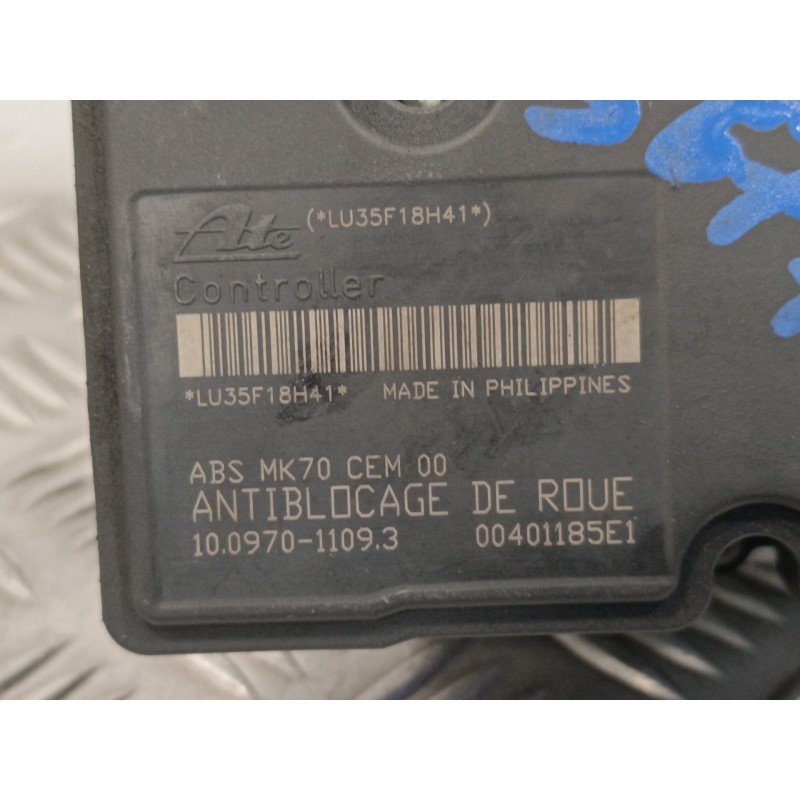 (*LU35F18H41*)
Ate
Controller
*LU35F18H41* MADE IN PHILIPPINES
ABS MK70 CEM 00
ANTIBLOCAGE DE ROUE
10.0970-1109.3 00401185E1